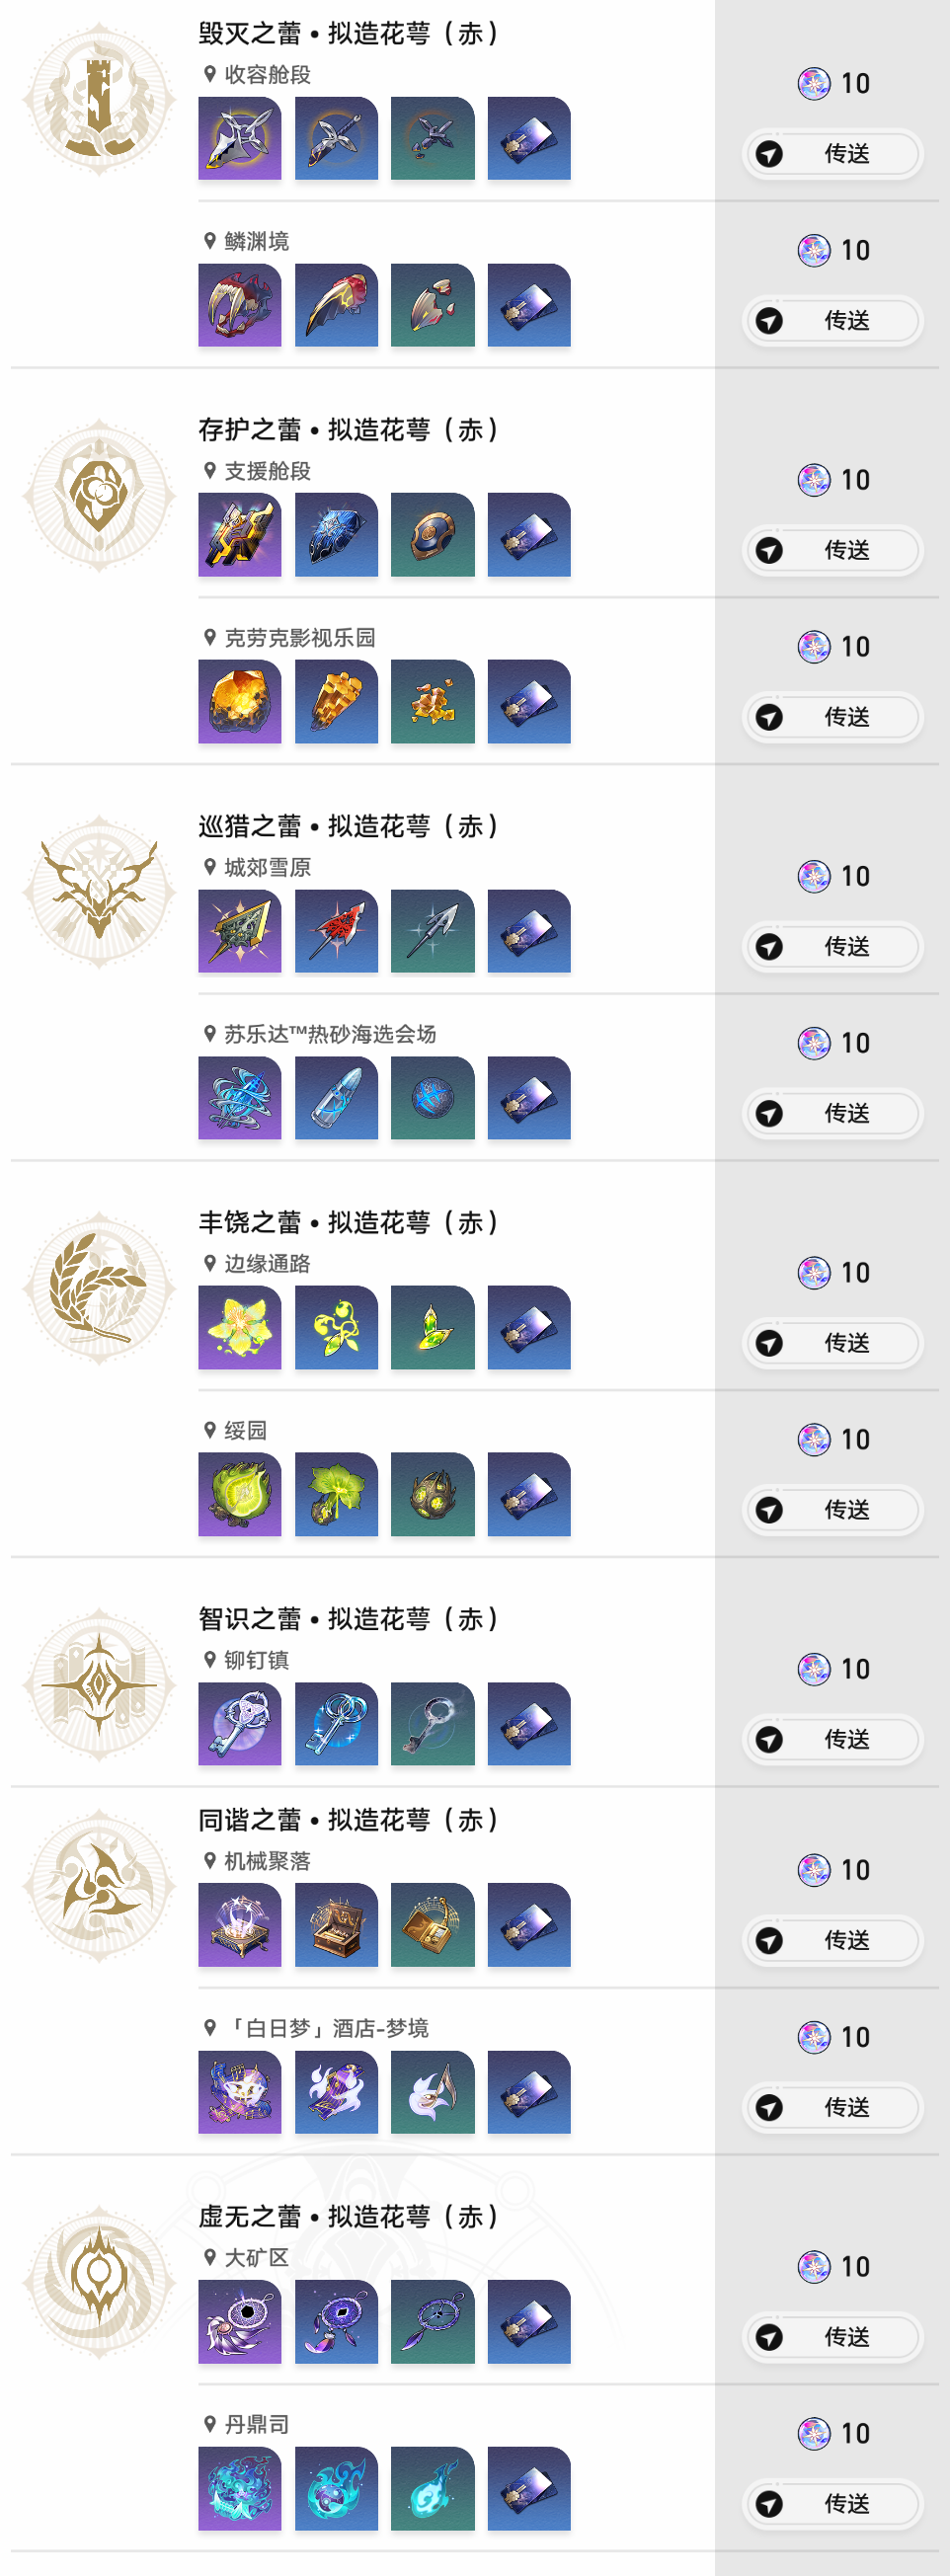 毁灭之蕾•拟造花萼（赤）
收容舱段
10
传送
鳞渊境
10
传送
存护之蕾•拟造花萼（赤）
支援舱段
10
传送
克劳克影视乐园
10
传送
巡猎之蕾•拟造花萼（赤）
城郊雪原
10
传送
苏乐达™热砂海选会场
10
传送
丰饶之蕾•拟造花萼（赤）
边缘通路
10
传送
绥园
10
传送
智识之蕾•拟造花萼（赤）
铆钉镇
10
传送
同谐之蕾•拟造花萼（赤）
机械聚落
10
传送
「白日梦」酒店-梦境
10
传送
虚无之蕾•拟造花萼（赤）
大矿区
10
传送
丹鼎司
10
传送